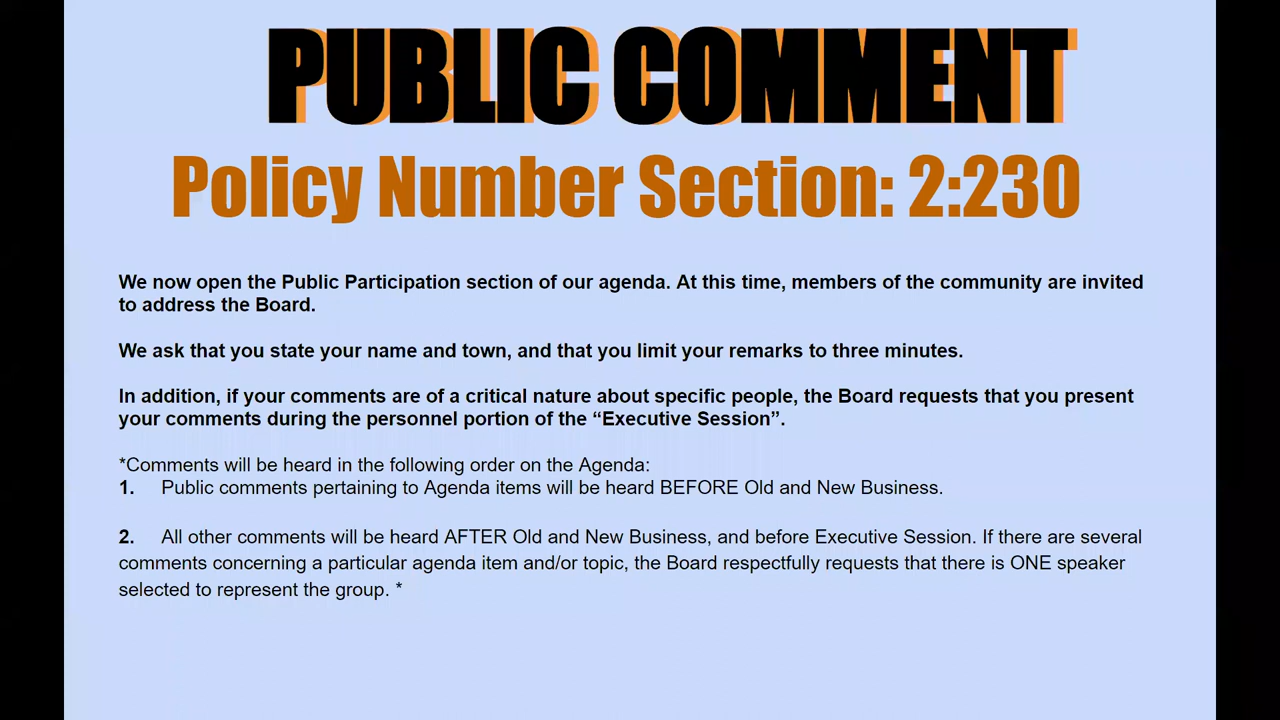 PUBLIC COMMENT
Policy Number Section: 2:230
We now open the Public Participation section of our agenda. At this time, members of the community are invited
to address the Board.
We ask that you state your name and town, and that you limit your remarks to three minutes.
In addition, if your comments are of a critical nature about specific people, the Board requests that you present
your comments during the personnel portion of the “Executive Session”.
*Comments will be heard in the following order on the Agenda:
1. Public comments pertaining to Agenda items will be heard BEFORE Old and New Business.
2. All other comments will be heard AFTER Old and New Business, and before Executive Session. If there are several
comments concerning a particular agenda item and/or topic, the Board respectfully requests that there is ONE speaker
selected to represent the group. *